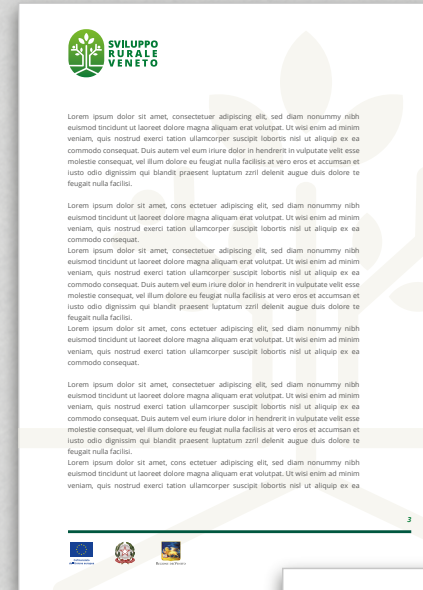 SVILUPPO
RURALE
VENETO
Lorem ipsum dolor sit amet, consectetuer adipiscing elit, sed diam nonummy nibh
euismod tincidunt ut laoreet dolore magna aliquam erat volutpat. Ut wisi enim ad minim
veniam, quis nostrud exerci tation ullamcorper suscipit lobortis nisl ut aliquip ex ea
commodo consequat. Duis autem vel eum iriure dolor in hendrerit in vulputate velit esse
molestie consequat, vel illum dolore eu feugiat nulla facilisis at vero eros et accumsan et
iusto odio dignissim qui blandit praesent luptatum zzril delenit augue duis dolore te
feugait nulla facilisi.
Lorem ipsum dolor sit amet, cons ectetuer adipiscing elit, sed diam nonummy nibh
euismod tincidunt ut laoreet dolore magna aliquam erat volutpat. Ut wisi enim ad minim
veniam, quis nostrud exerci tation ullamcorper suscipit lobortis nisl ut aliquip ex ea
commodo consequat.
Lorem ipsum dolor sit amet, consectetuer adipiscing elit, sed diam nonummy nibh
euismod tincidunt ut laoreet dolore magna aliquam erat volutpat. Ut wisi enim ad minim
veniam, quis nostrud exerci tation ullamcorper suscipit lobortis nisl ut aliquip ex ea
commodo consequat. Duis autem vel eum iriure dolor in hendrerit in vulputate velit esse
molestie consequat, vel illum dolore eu feugiat nulla facilisis at vero eros et accumsan et
iusto odio dignissim qui blandit praesent luptatum zzril delenit augue duis dolore te
feugait nulla facilisi.
Lorem ipsum dolor sit amet, cons ectetuer adipiscing elit, sed diam nonummy nibh
euismod tincidunt ut laoreet dolore magna aliquam erat volutpat. Ut wisi enim ad minim
veniam, quis nostrud exerci tation ullamcorper suscipit lobortis nisl ut aliquip ex ea
commodo consequat.
Lorem ipsum dolor sit amet, consectetuer adipiscing elit, sed diam nonummy nibh
euismod tincidunt ut laoreet dolore magna aliquam erat volutpat. Ut wisi enim ad minim
veniam, quis nostrud exerci tation ullamcorper suscipit lobortis nisl ut aliquip ex ea
commodo consequat. Duis autem vel eum iriure dolor in hendrerit in vulputate velit esse
molestie consequat, vel illum dolore eu feugiat nulla facilisis at vero eros et accumsan et
iusto odio dignissim qui blandit praesent luptatum zzril delenit augue duis dolore te
feugait nulla facilisi.
Lorem ipsum dolor sit amet, cons ectetuer adipiscing elit, sed diam nonummy nibh
euismod tincidunt ut laoreet dolore magna aliquam erat volutpat. Ut wisi enim ad minim
veniam, quis nostrud exerci tation ullamcorper suscipit lobortis nisl ut aliquip ex ea
3